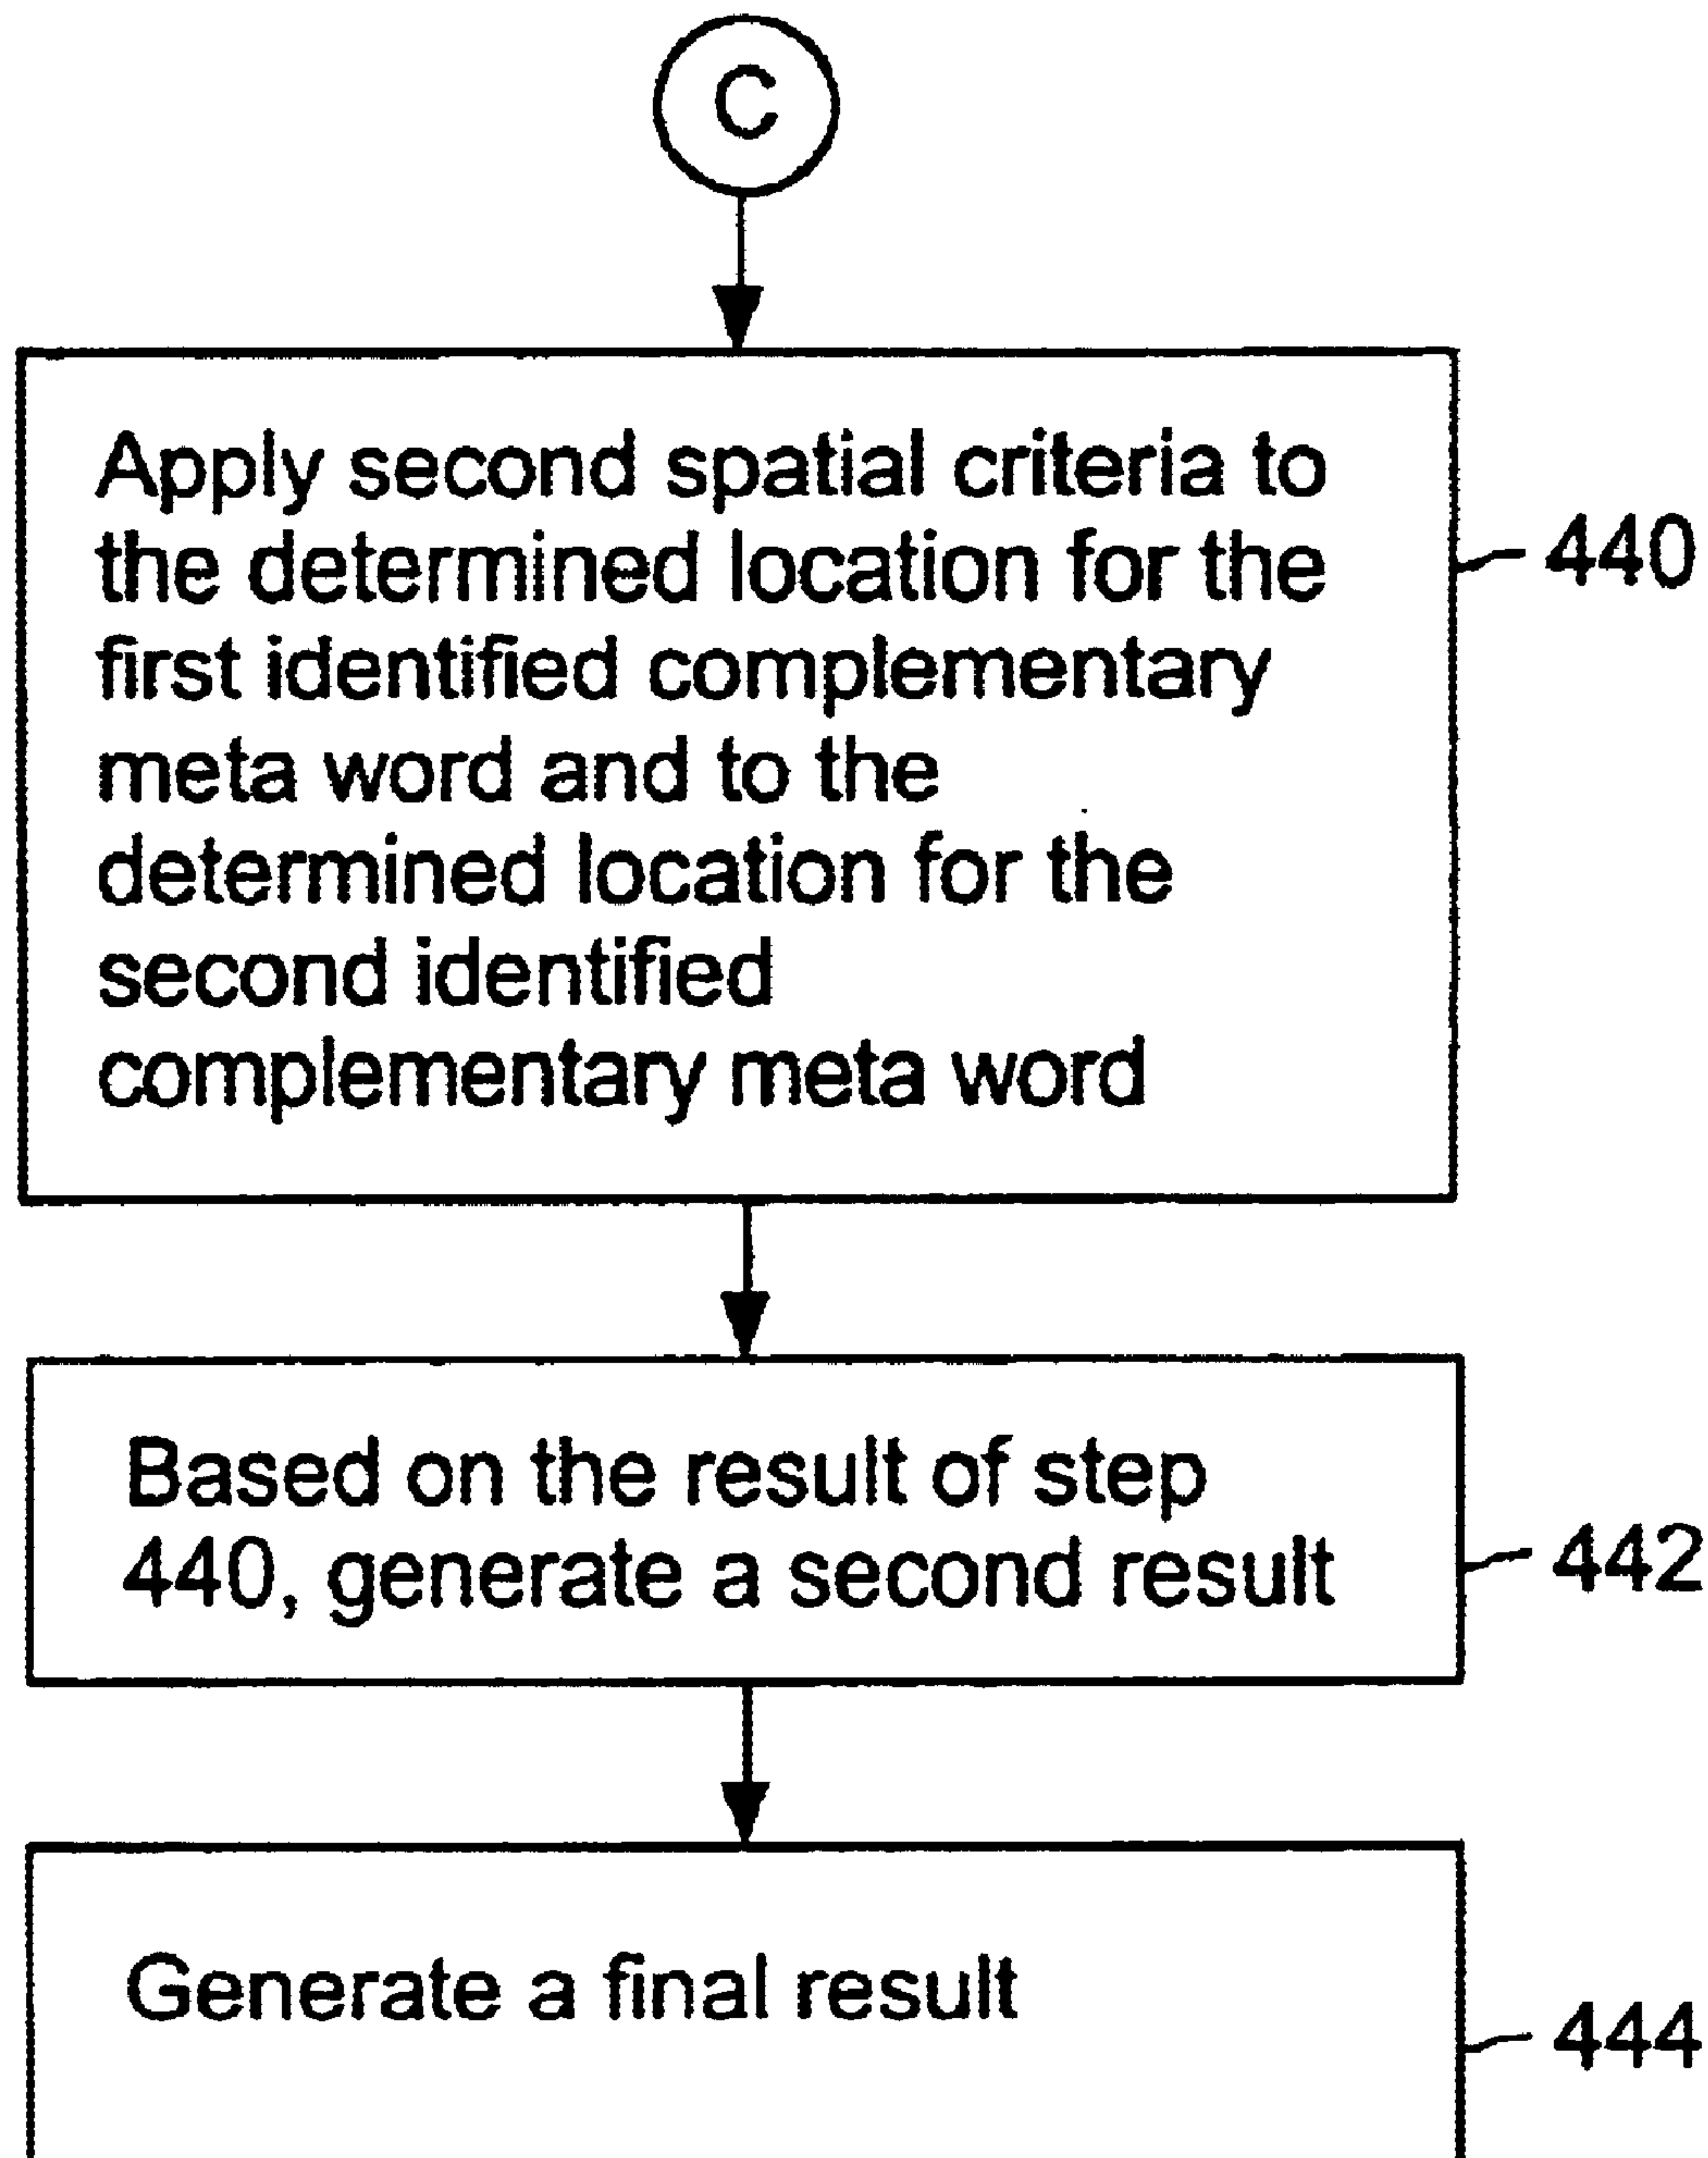 C
Apply second spatial criteria to
the determined location for the
first identified complementary
meta word and to the
determined location for the
second identified
complementary meta word
440
Based on the result of step
440, generate a second result
442
Generate a final result
444